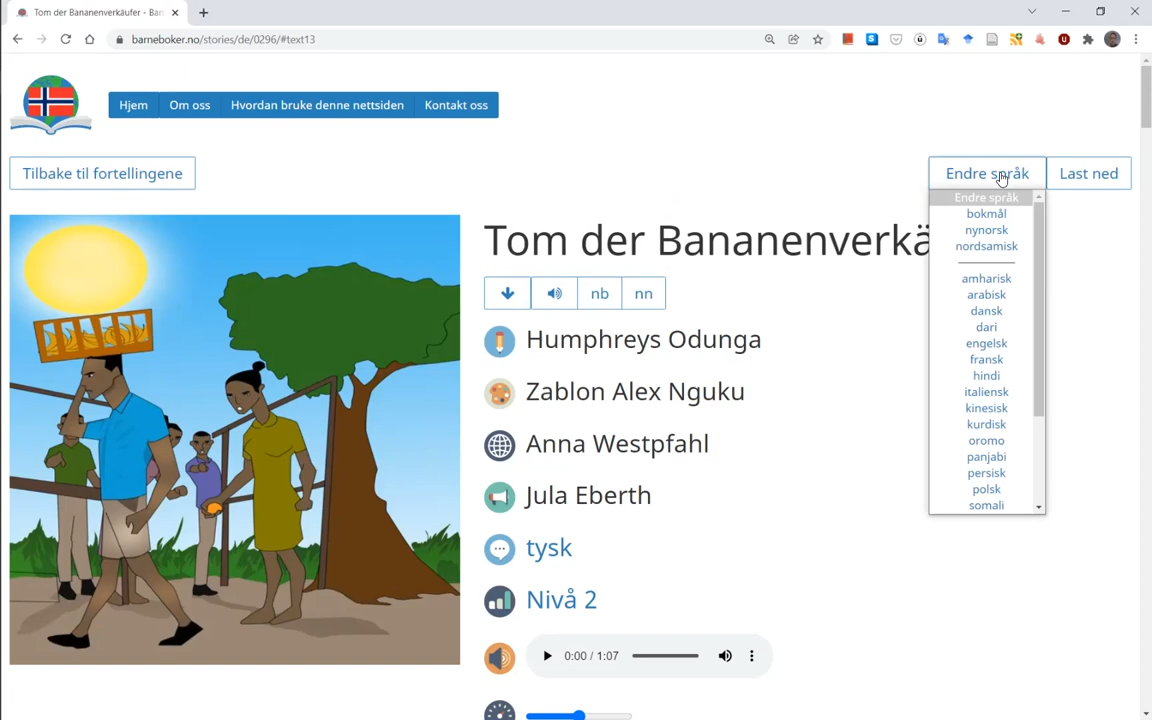 Tom der Bananenverkäufer - Bar
barneboker.no/stories/de/0296/#text13
Hjem
Om oss
Hvordan bruke denne nettsiden
Kontakt oss
Tilbake til fortellingene
Endre språk
Last ned
Endre språk
bokmål
nynorsk
nordsamisk
amharisk
arabisk
dansk
dari
engelsk
fransk
hindi
italiensk
kinesisk
kurdisk
oromo
panjabi
persisk
polsk
somali
Tom der Bananenverkä
nb
nn
Humphreys Odunga
Zablon Alex Nguku
Anna Westpfahl
Jula Eberth
tysk
Nivå 2
0:00 / 1:07